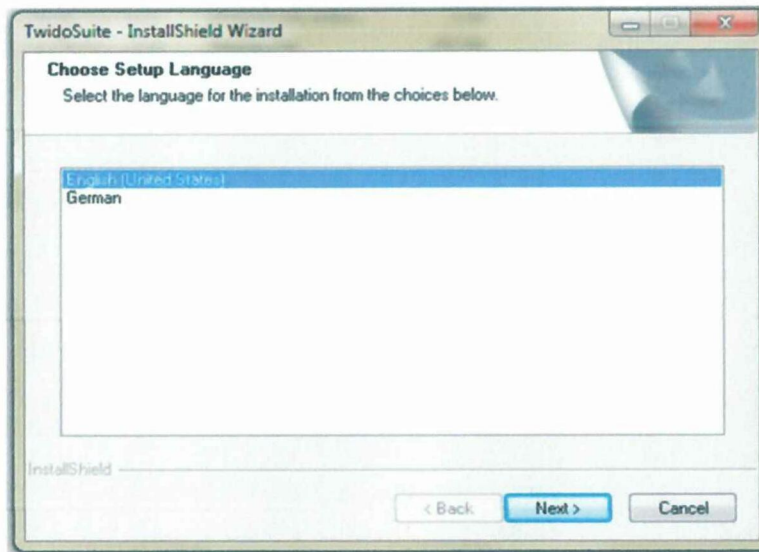 TwidoSuite - InstallShield Wizard
Choose Setup Language
Select the language for the installation from the choices below.
English (United States)
German
InstallShield
< Back
Next >
Cancel